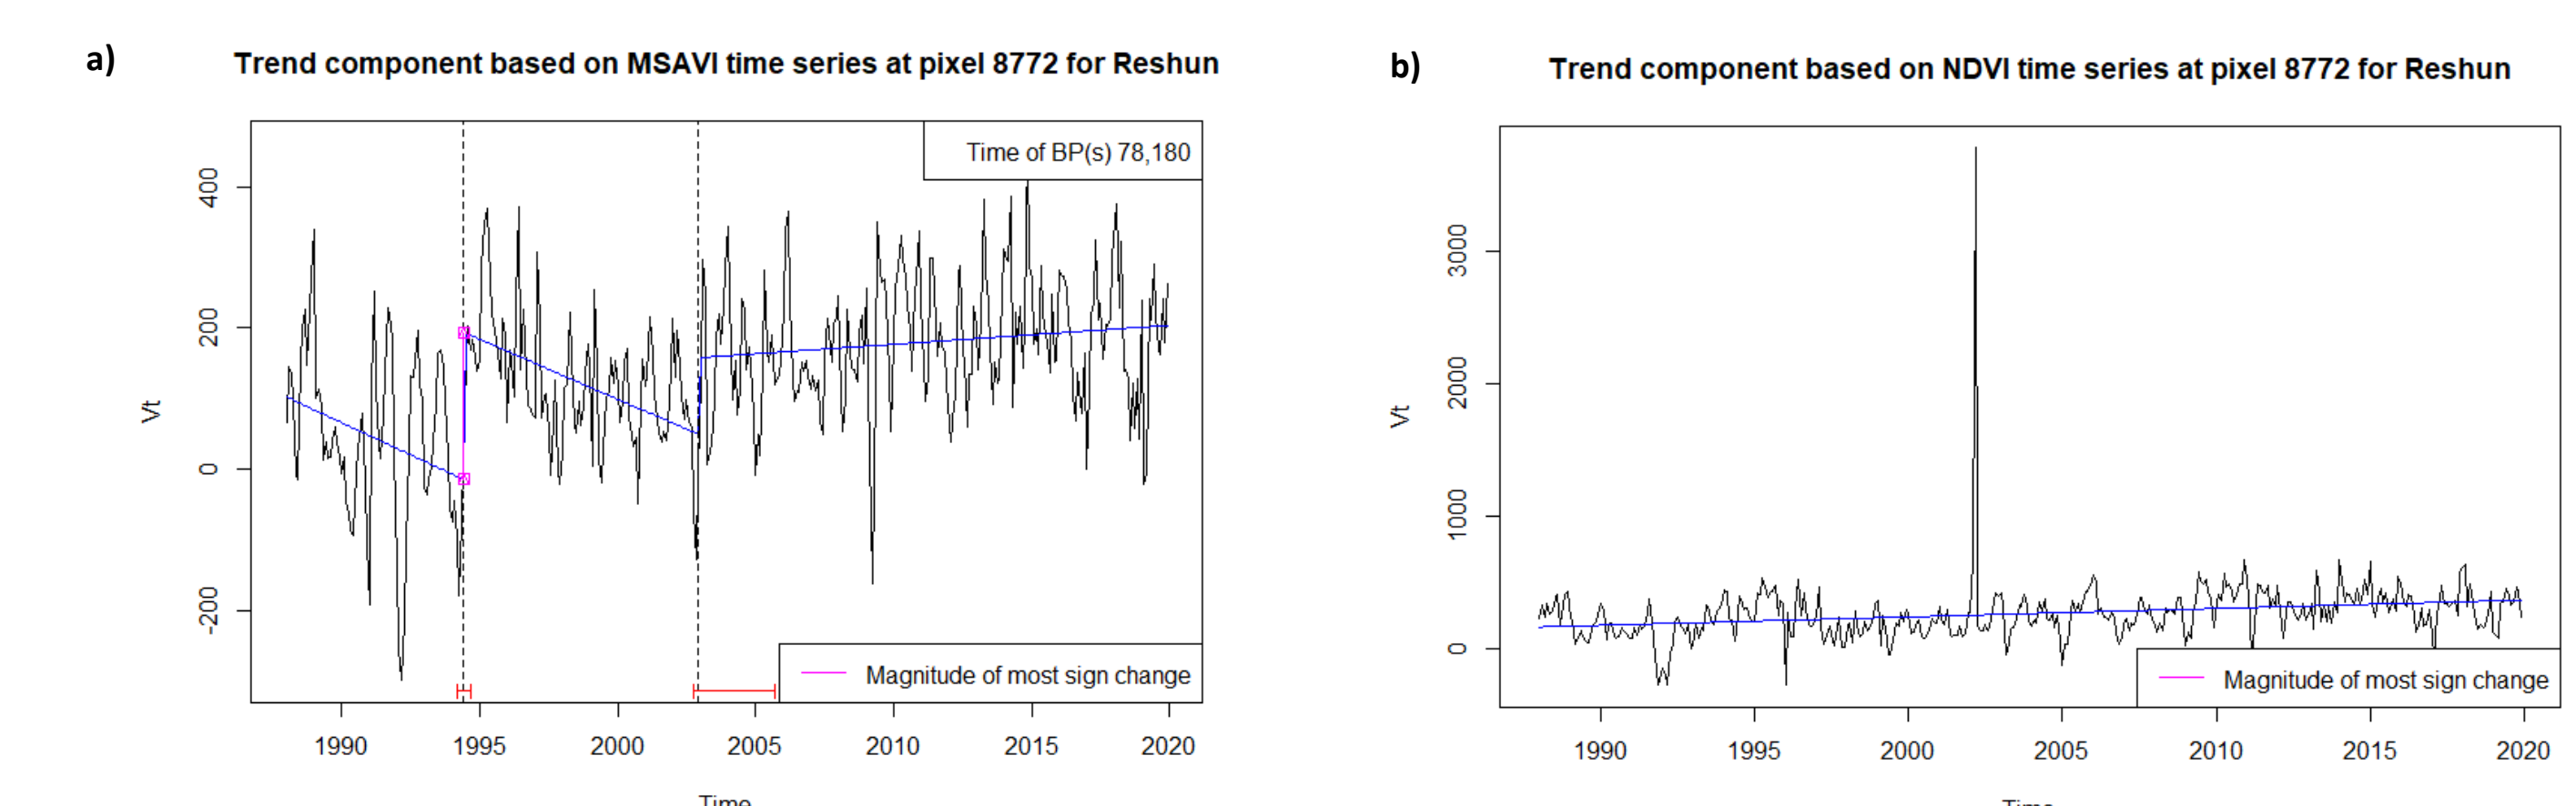 a)
Trend component based on MSAVI time series at pixel 8772 for Reshun
Time of BP(s) 78,180
400
200
0
-200
Vt
Magnitude of most sign change
1990 1995 2000 2005 2010 2015 2020
Time
b)
Trend component based on NDVI time series at pixel 8772 for Reshun
3000
2000
1000
0
Vt
Magnitude of most sign change
1990 1995 2000 2005 2010 2015 2020
Time